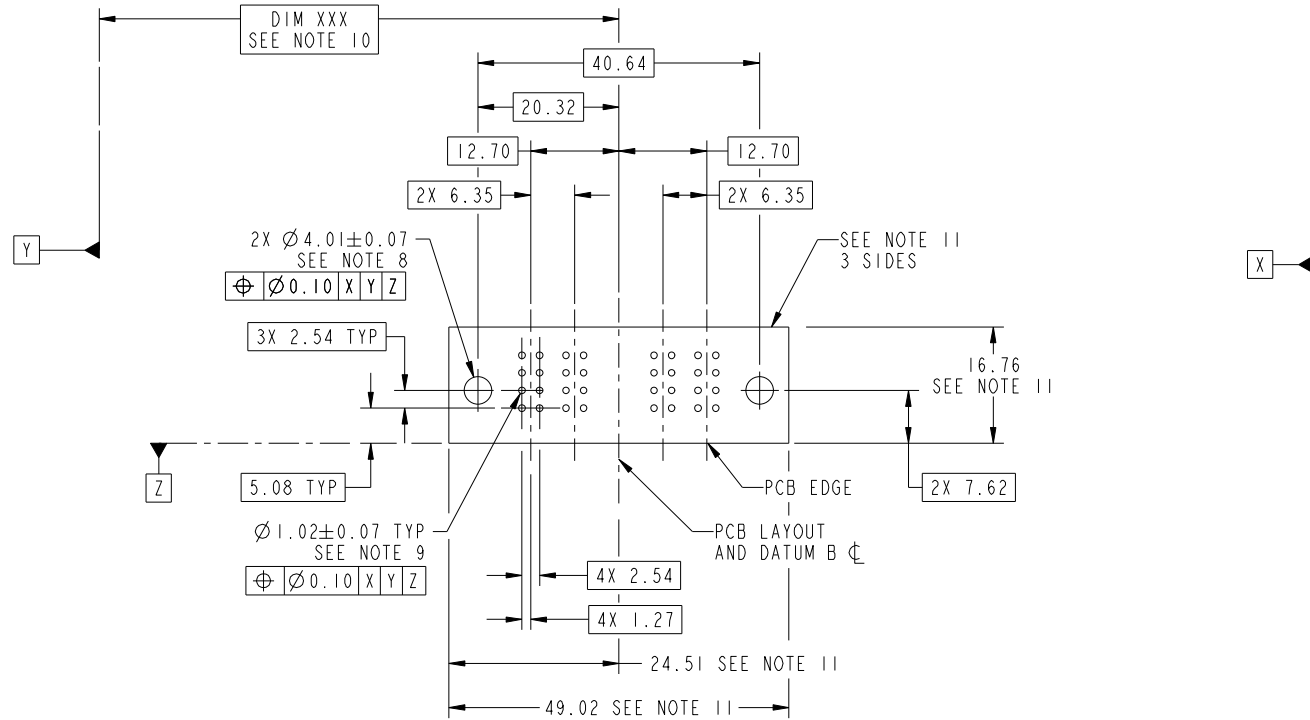 DIM XXX
SEE NOTE 10
40.64
20.32
12.70
12.70
2X 6.35
2X 6.35
Y
2X Ø4.01±0.07
SEE NOTE 8
⌖ Ø0.10 X Y Z
SEE NOTE 11
3 SIDES
X
3X 2.54 TYP
16.76
SEE NOTE 11
Z
5.08 TYP
PCB EDGE
2X 7.62
Ø1.02±0.07 TYP
SEE NOTE 9
⌖ Ø0.10 X Y Z
PCB LAYOUT
AND DATUM B ℄
4X 2.54
4X 1.27
24.51 SEE NOTE 11
49.02 SEE NOTE 11